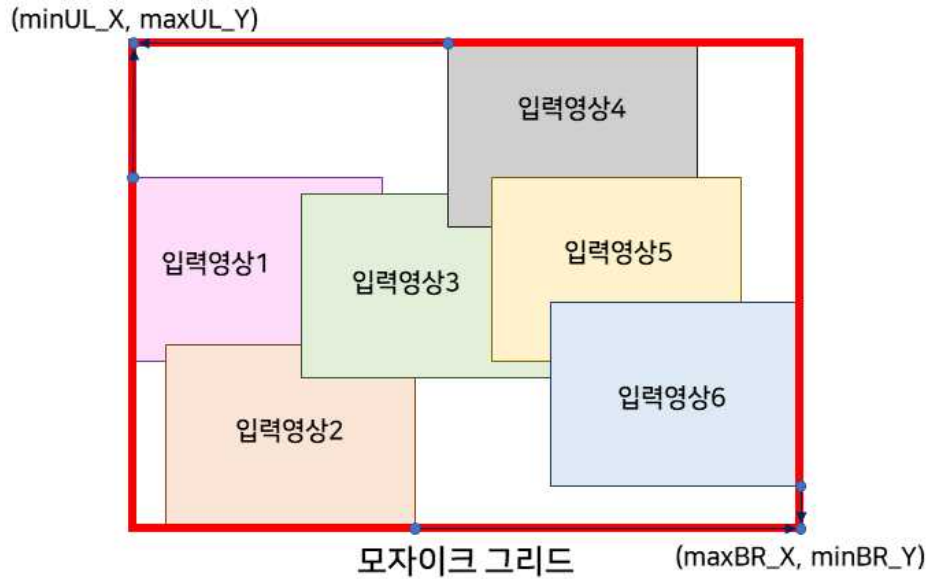 (minUL_X, maxUL_Y)
입력영상4
입력영상1
입력영상3
입력영상5
입력영상2
입력영상6
모자이크 그리드
(maxBR_X, minBR_Y)